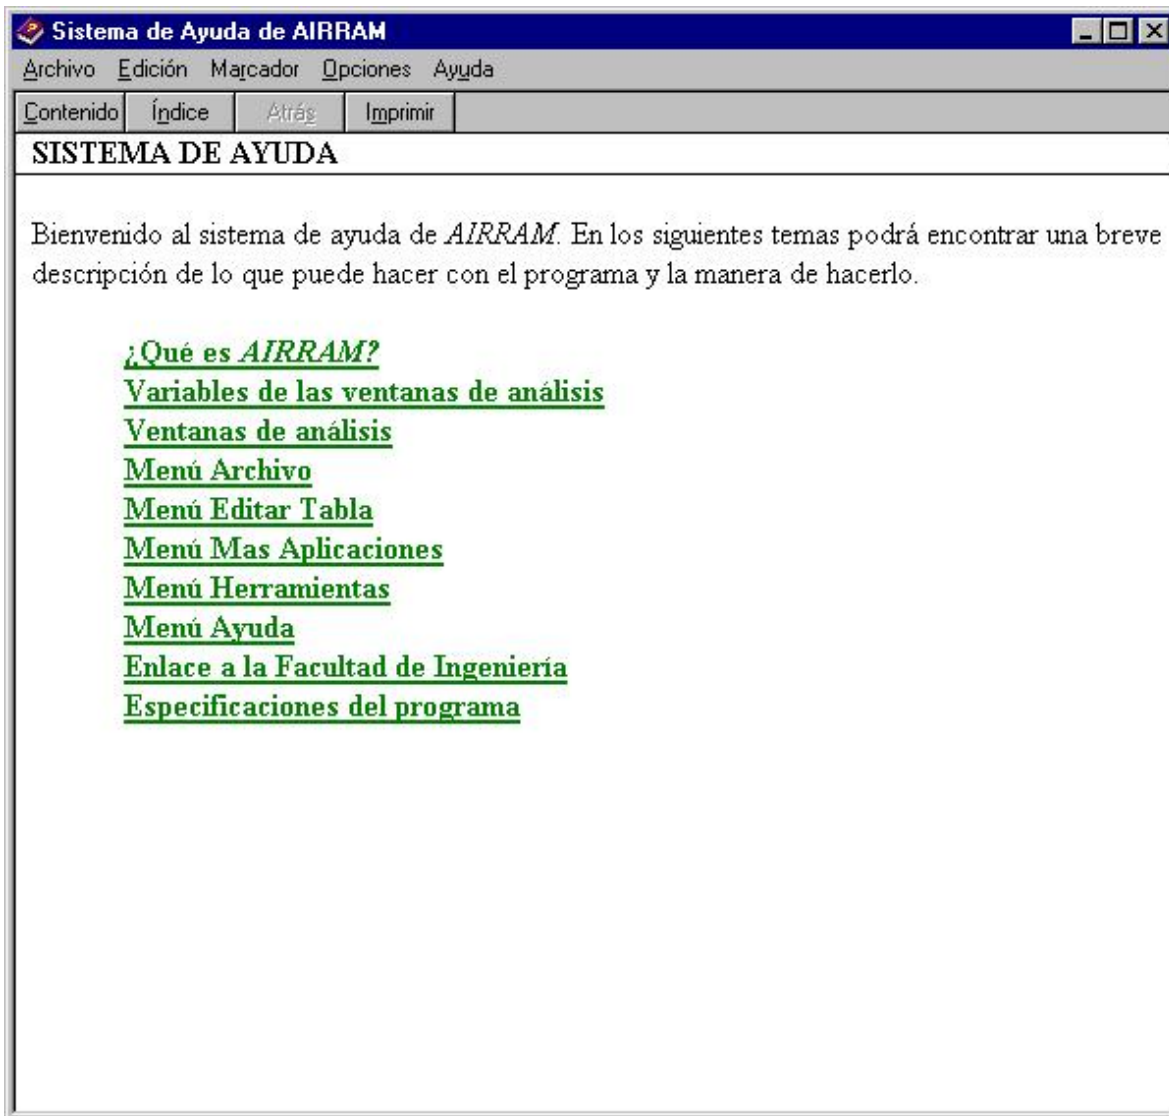 Sistema de Ayuda de AIRRAM
Archivo Edición Marcador Opciones Ayuda
Contenido Índice Atrás Imprimir
SISTEMA DE AYUDA
Bienvenido al sistema de ayuda de AIRRAM. En los siguientes temas podrá encontrar una breve
descripción de lo que puede hacer con el programa y la manera de hacerlo.
¿Qué es AIRRAM?
Variables de las ventanas de análisis
Ventanas de análisis
Menú Archivo
Menú Editar Tabla
Menú Mas Aplicaciones
Menú Herramientas
Menú Ayuda
Enlace a la Facultad de Ingeniería
Especificaciones del programa